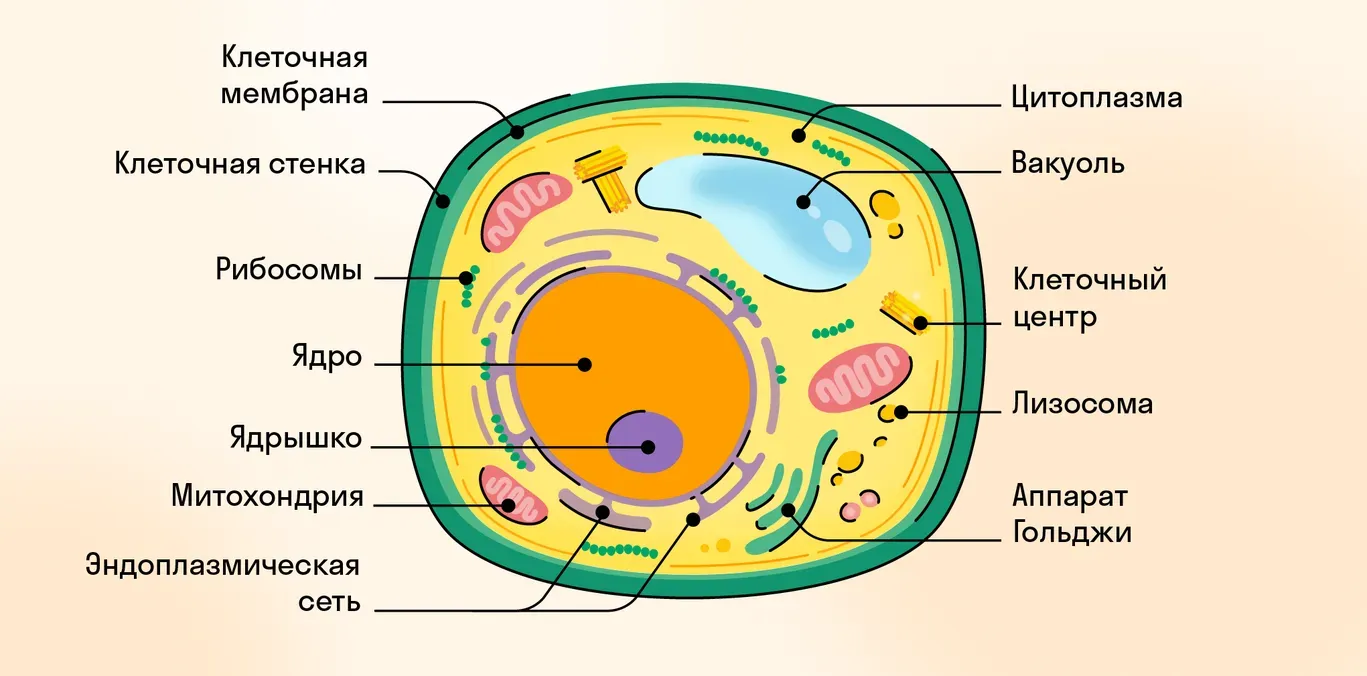 Клеточная
мембрана
Клеточная стенка
Рибосомы
Ядро
Ядрышко
Митохондрия
Эндоплазмическая
сеть
Цитоплазма
Вакуоль
Клеточный
центр
Лизосома
Аппарат
Гольджи